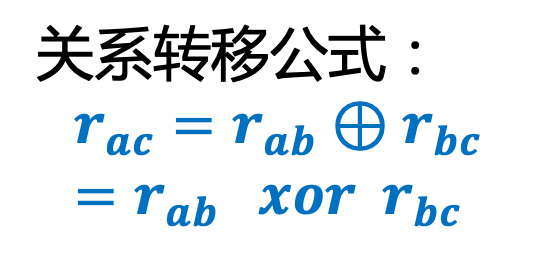 关系转移公式：
r_ac = r_ab ⊕ r_bc
= r_ab xor r_bc